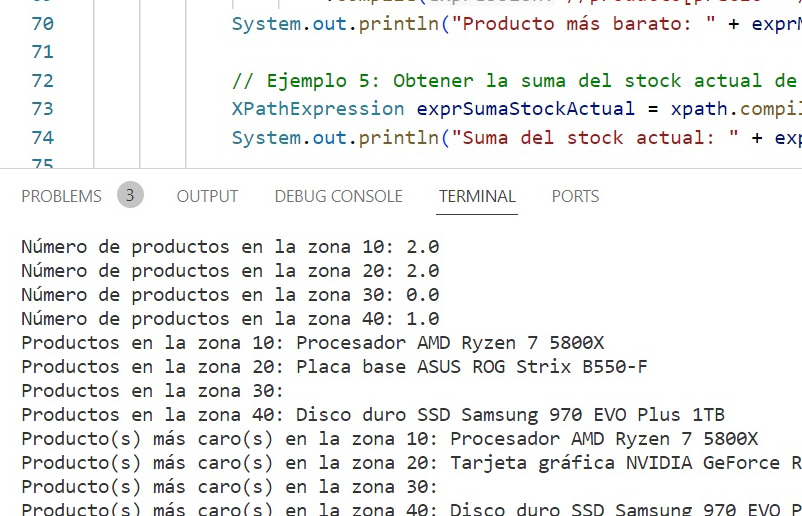 70 System.out.println("Producto más barato: " +
71
72 // Ejemplo 5: Obtener la suma del stock actual de
73 XPathExpression exprSumaStockActual =
74 System.out.println("Suma del stock actual: " +
75
PROBLEMS 3 OUTPUT DEBUG CONSOLE TERMINAL PORTS
Número de productos en la zona 10: 2.0
Número de productos en la zona 20: 2.0
Número de productos en la zona 30: 0.0
Número de productos en la zona 40: 1.0
Productos en la zona 10: Procesador AMD Ryzen 7 5800X
Productos en la zona 20: Placa base ASUS ROG Strix B550-F
Productos en la zona 30:
Productos en la zona 40: Disco duro SSD Samsung 970 EVO Plus 1TB
Producto(s) más caro(s) en la zona 10: Procesador AMD Ryzen 7 5800X
Producto(s) más caro(s) en la zona 20: Tarjeta gráfica NVIDIA GeForce
Producto(s) más caro(s) en la zona 30:
Producto(s) más caro(s) en la zona 40: Disco duro SSD Samsung 970 EVO